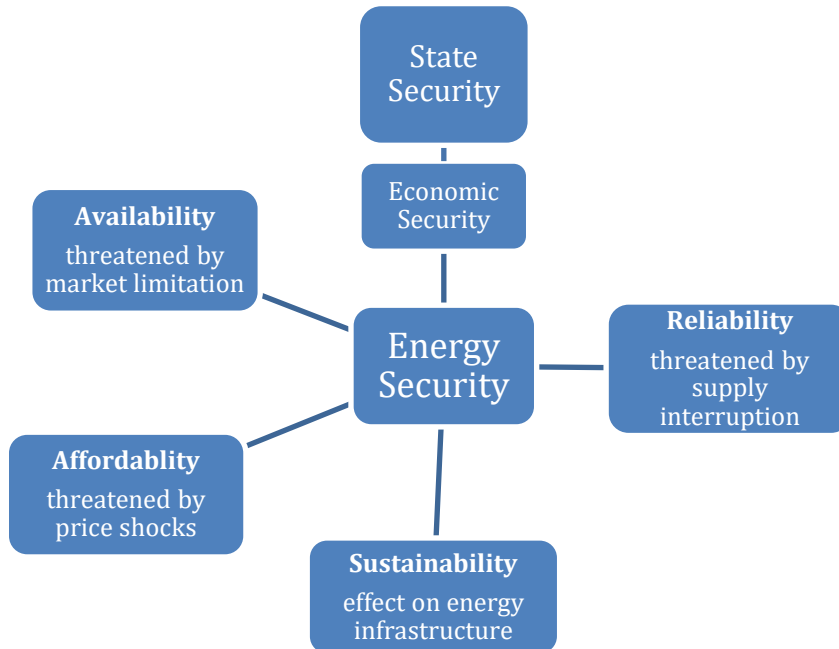 State
Security
Economic
Security
Availability
threatened by
market limitation
Energy
Security
Reliability
threatened by
supply
interruption
Affordablity
threatened by
price shocks
Sustainability
effect on energy
infrastructure